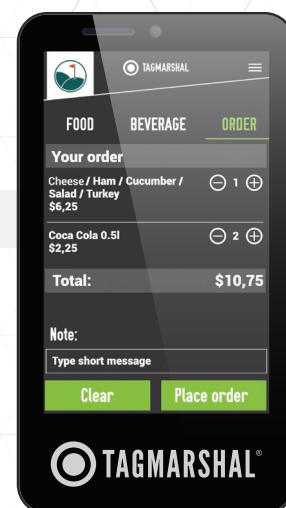 TAGMARSHAL
FOOD BEVERAGE ORDER
Your order
Cheese / Ham / Cucumber /
Salad / Turkey
$6,25
1
Coca Cola 0.5l
$2,25
2
Total: $10,75
Note:
Type short message
Clear Place order
TAGMARSHAL®